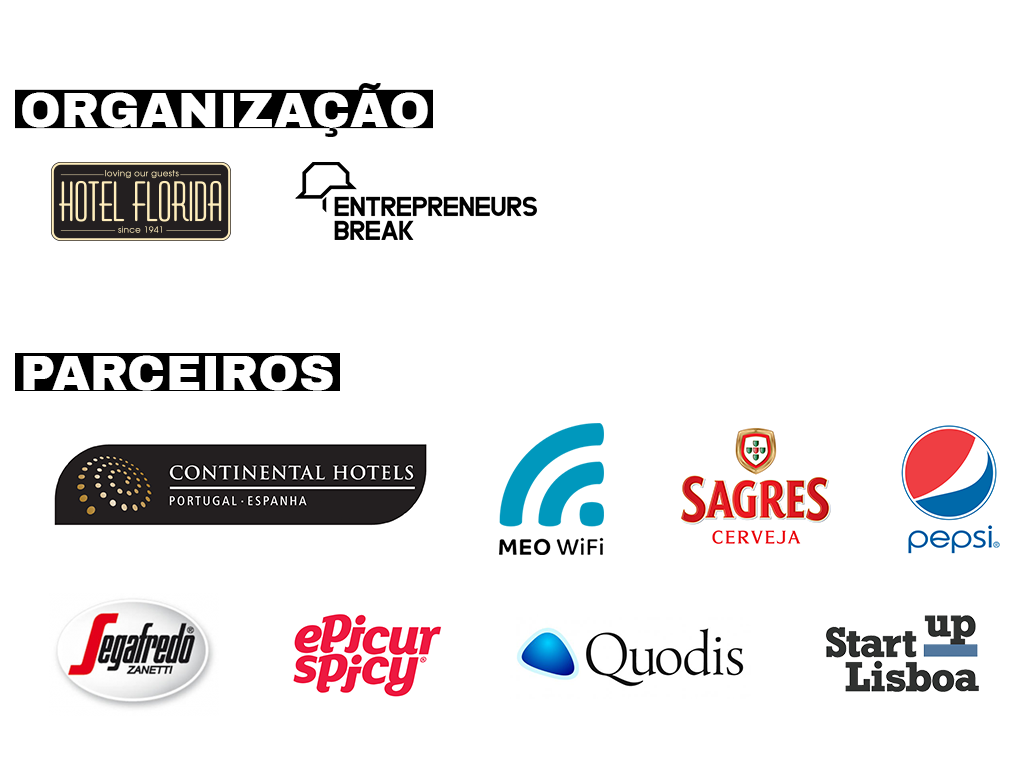 ORGANIZAÇÃO
loving our guests
HOTEL FLORIDA
since 1941
ENTREPRENEURS
BREAK
PARCEIROS
CONTINENTAL HOTELS
PORTUGAL · ESPANHA
MEO WiFi
SAGRES
CERVEJA
pepsi®
Segafredo®
ZANETTI
ePicur
sPicy®
Quodis
Start up
Lisboa